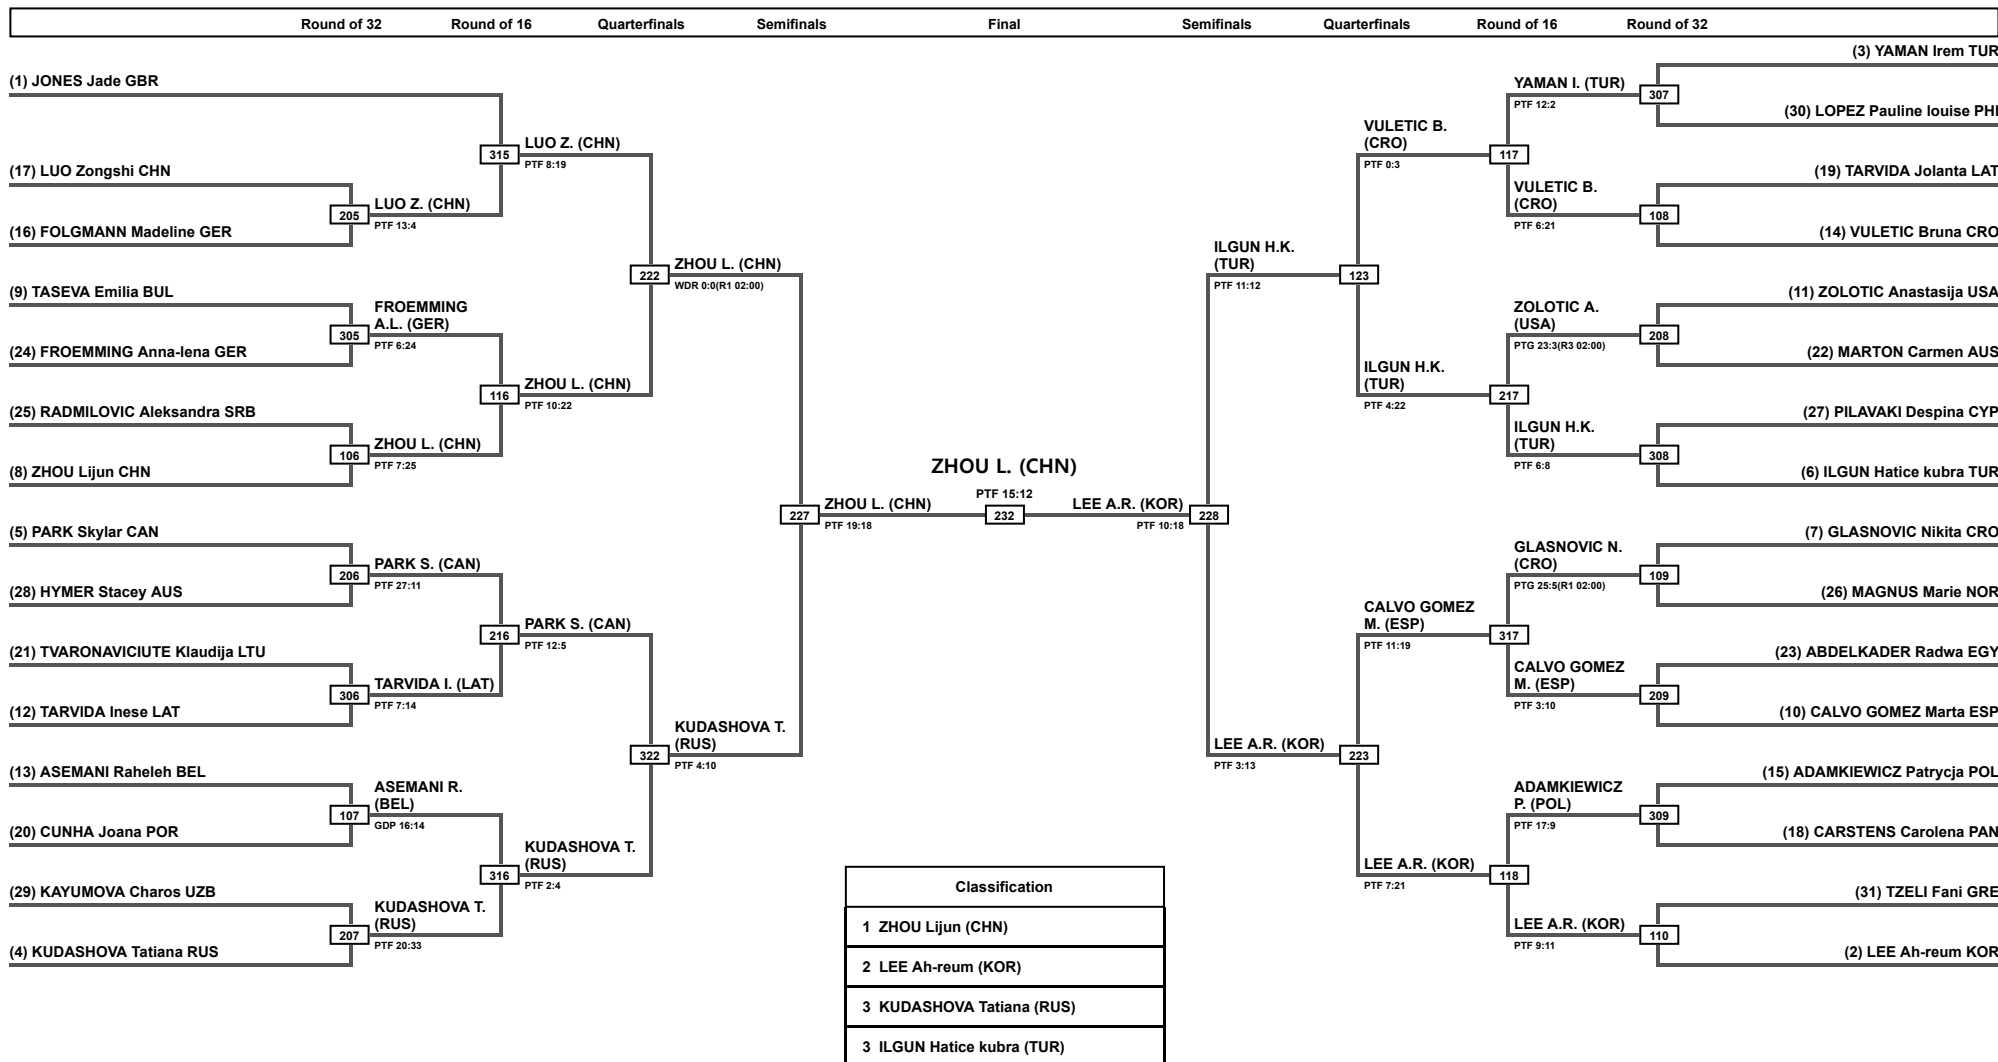 Round of 32 Round of 16 Quarterfinals Semifinals Final Semifinals Quarterfinals Round of 16 Round of 32
(1) JONES Jade GBR
(17) LUO Zongshi CHN
(16) FOLGMANN Madeline GER
(9) TASEVA Emilia BUL
(24) FROEMMING Anna-lena GER
(25) RADMILOVIC Aleksandra SRB
(8) ZHOU Lijun CHN
(5) PARK Skylar CAN
(28) HYMER Stacey AUS
(21) TVARONAVICIUTE Klaudija LTU
(12) TARVIDA Inese LAT
(13) ASEMANI Raheleh BEL
(20) CUNHA Joana POR
(29) KAYUMOVA Charos UZB
(4) KUDASHOVA Tatiana RUS
205
LUO Z. (CHN)
PTF 13:4
305
FROEMMING
A.L. (GER)
PTF 6:24
106
ZHOU L. (CHN)
PTF 7:25
206
PARK S. (CAN)
PTF 27:11
306
TARVIDA I. (LAT)
PTF 7:14
107
ASEMANI R.
(BEL)
GDP 16:14
207
KUDASHOVA T.
(RUS)
PTF 20:33
315
LUO Z. (CHN)
PTF 8:19
116
ZHOU L. (CHN)
PTF 10:22
216
PARK S. (CAN)
PTF 12:5
316
KUDASHOVA T.
(RUS)
PTF 2:4
222
ZHOU L. (CHN)
WDR 0:0(R1 02:00)
322
KUDASHOVA T.
(RUS)
PTF 4:10
227
ZHOU L. (CHN)
PTF 19:18
ZHOU L. (CHN)
PTF 15:12
232
LEE A.R. (KOR)
PTF 10:18
228
ILGUN H.K.
(TUR)
PTF 11:12
123
LEE A.R. (KOR)
PTF 3:13
223
VULETIC B.
(CRO)
PTF 0:3
117
ILGUN H.K.
(TUR)
PTF 4:22
217
CALVO GOMEZ
M. (ESP)
PTF 11:19
317
LEE A.R. (KOR)
PTF 7:21
118
YAMAN I. (TUR)
PTF 12:2
307
VULETIC B.
(CRO)
PTF 6:21
108
ZOLOTIC A.
(USA)
PTG 23:3(R3 02:00)
208
ILGUN H.K.
(TUR)
PTF 6:8
308
GLASNOVIC N.
(CRO)
PTG 25:5(R1 02:00)
109
CALVO GOMEZ
M. (ESP)
PTF 3:10
209
ADAMKIEWICZ
P. (POL)
PTF 17:9
309
LEE A.R. (KOR)
PTF 9:11
110
(3) YAMAN Irem TUR
(30) LOPEZ Pauline louise PHI
(19) TARVIDA Jolanta LAT
(14) VULETIC Bruna CRO
(11) ZOLOTIC Anastasija USA
(22) MARTON Carmen AUS
(27) PILAVAKI Despina CYP
(6) ILGUN Hatice kubra TUR
(7) GLASNOVIC Nikita CRO
(26) MAGNUS Marie NOR
(23) ABDELKADER Radwa EGY
(10) CALVO GOMEZ Marta ESP
(15) ADAMKIEWICZ Patrycja POL
(18) CARSTENS Carolena PAN
(31) TZELI Fani GRE
(2) LEE Ah-reum KOR
Classification
1 ZHOU Lijun (CHN)
2 LEE Ah-reum (KOR)
3 KUDASHOVA Tatiana (RUS)
3 ILGUN Hatice kubra (TUR)